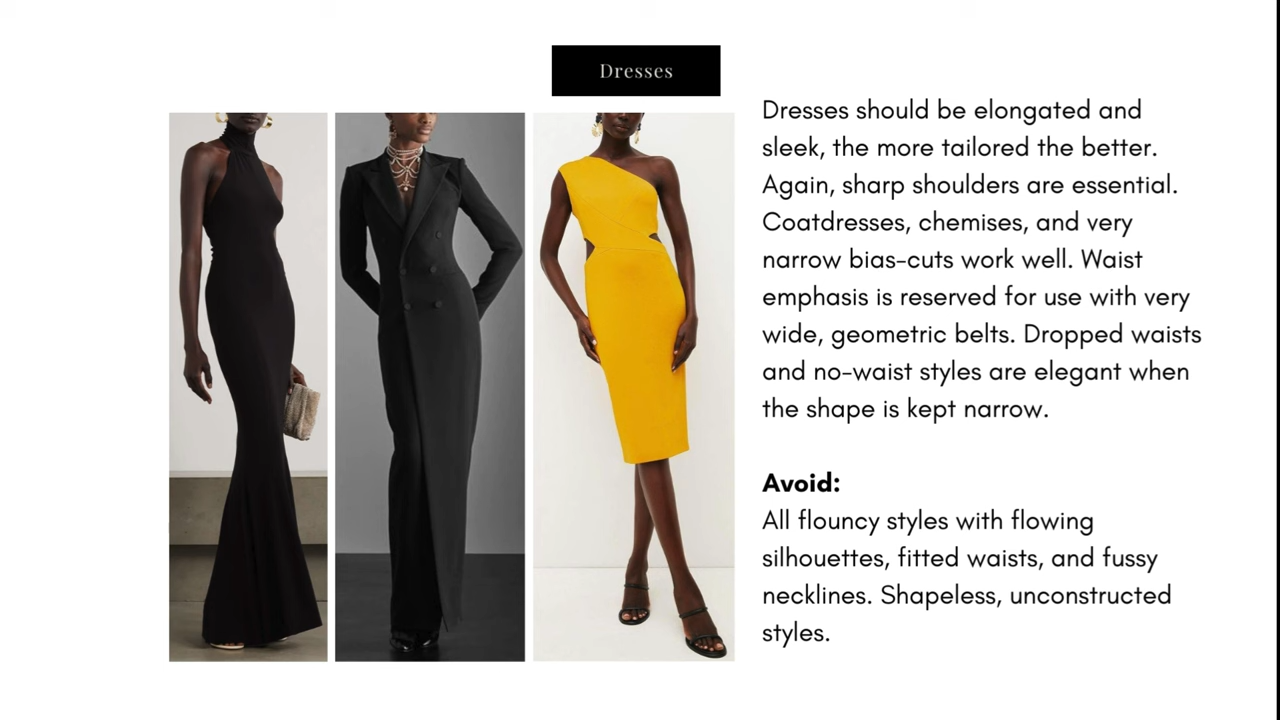 Dresses
Dresses should be elongated and
sleek, the more tailored the better.
Again, sharp shoulders are essential.
Coatdresses, chemises, and very
narrow bias-cuts work well. Waist
emphasis is reserved for use with very
wide, geometric belts. Dropped waists
and no-waist styles are elegant when
the shape is kept narrow.
Avoid:
All flouncy styles with flowing
silhouettes, fitted waists, and fussy
necklines. Shapeless, unconstructed
styles.